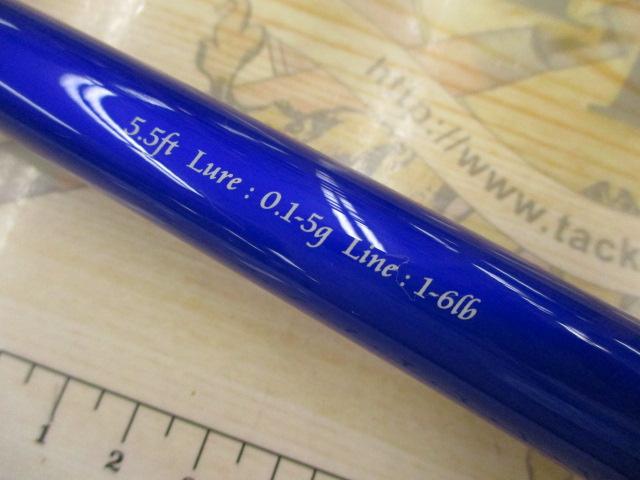 5.5ft Lure : 0.1-5g Line : 1-6lb
http://www.tack
1 2